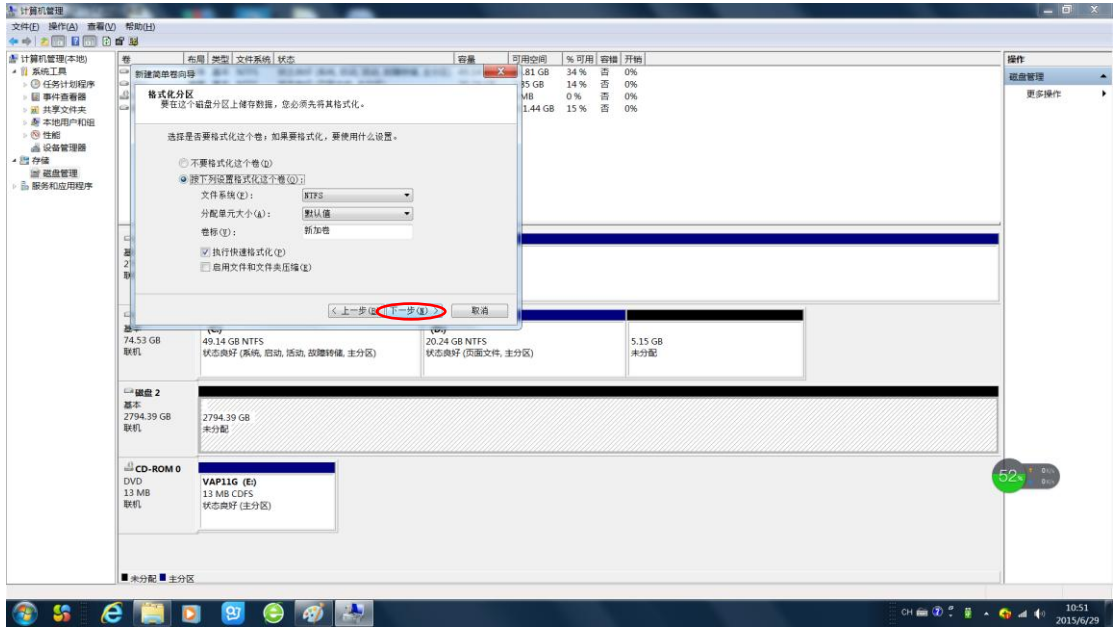 计算机管理
文件(F) 操作(A) 查看(V) 帮助(H)
计算机管理(本地)
系统工具
任务计划程序
事件查看器
共享文件夹
本地用户和组
性能
设备管理器
存储
磁盘管理
服务和应用程序
卷 布局 类型 文件系统 状态 容量 可用空间 % 可用 容错 开销
.81 GB 34 % 否 0%
35 GB 14 % 否 0%
MB 0 % 否 0%
1.44 GB 15 % 否 0%
新建简单卷向导
格式化分区
要在这个磁盘分区上储存数据，您必须先将其格式化。
选择是否要格式化这个卷；如果要格式化，要使用什么设置。
不要格式化这个卷(D)
按下列设置格式化这个卷(O):
文件系统(F): NTFS
分配单元大小(A): 默认值
卷标(V): 新加卷
执行快速格式化(P)
启用文件和文件夹压缩(E)
< 上一步(B) 下一步(N) > 取消
基本
74.53 GB
联机
(C:)
49.14 GB NTFS
状态良好 (系统, 启动, 活动, 故障转储, 主分区)
(D:)
20.24 GB NTFS
状态良好 (页面文件, 主分区)
5.15 GB
未分配
磁盘 2
基本
2794.39 GB
联机
2794.39 GB
未分配
CD-ROM 0
DVD
13 MB
联机
VAP11G (E:)
13 MB CDFS
状态良好 (主分区)
未分配 主分区
操作
磁盘管理
更多操作
52%
CH
10:51
2015/6/29